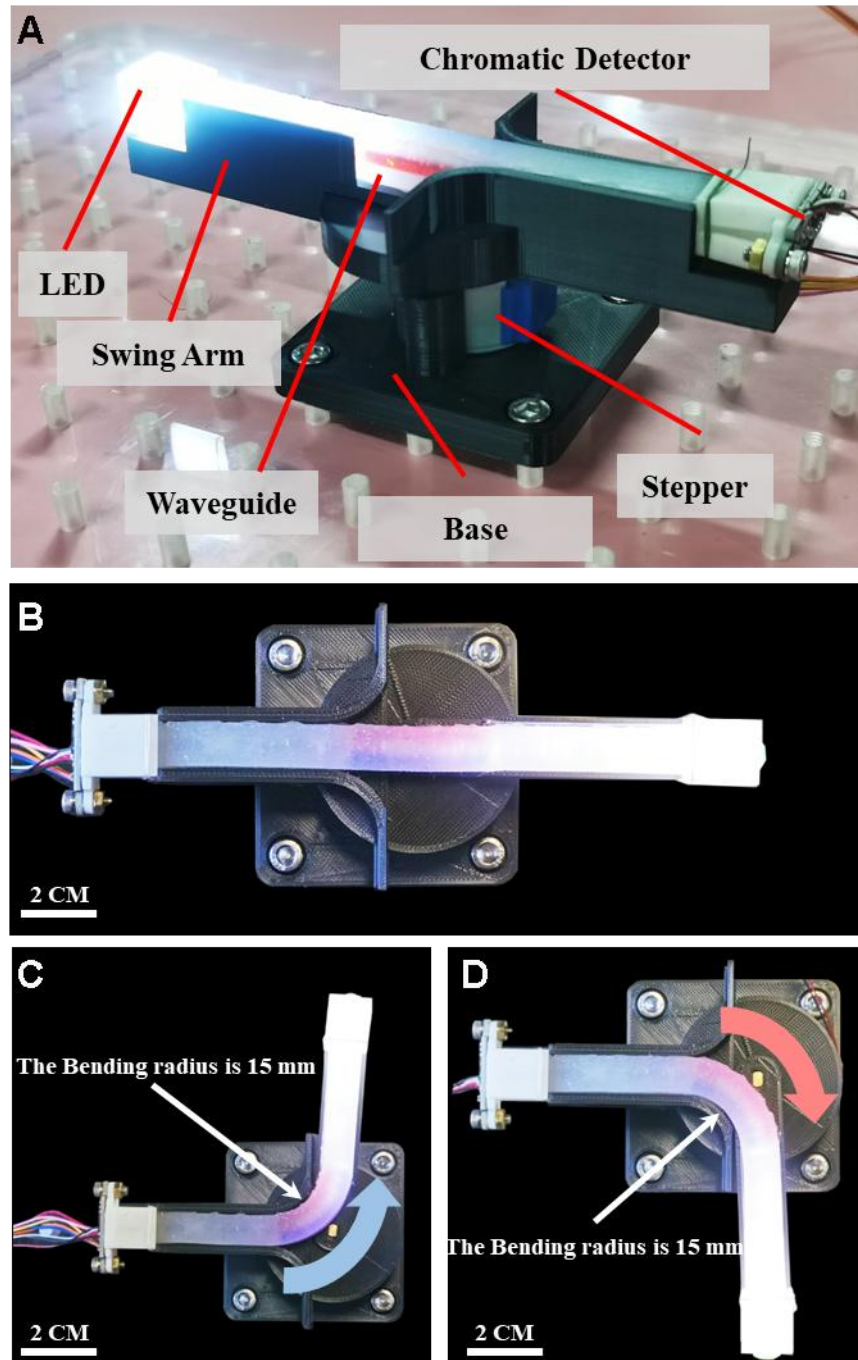 A
Chromatic Detector
LED
Swing Arm
Waveguide
Base
Stepper
B
2 CM
C
The Bending radius is 15 mm
2 CM
D
The Bending radius is 15 mm
2 CM